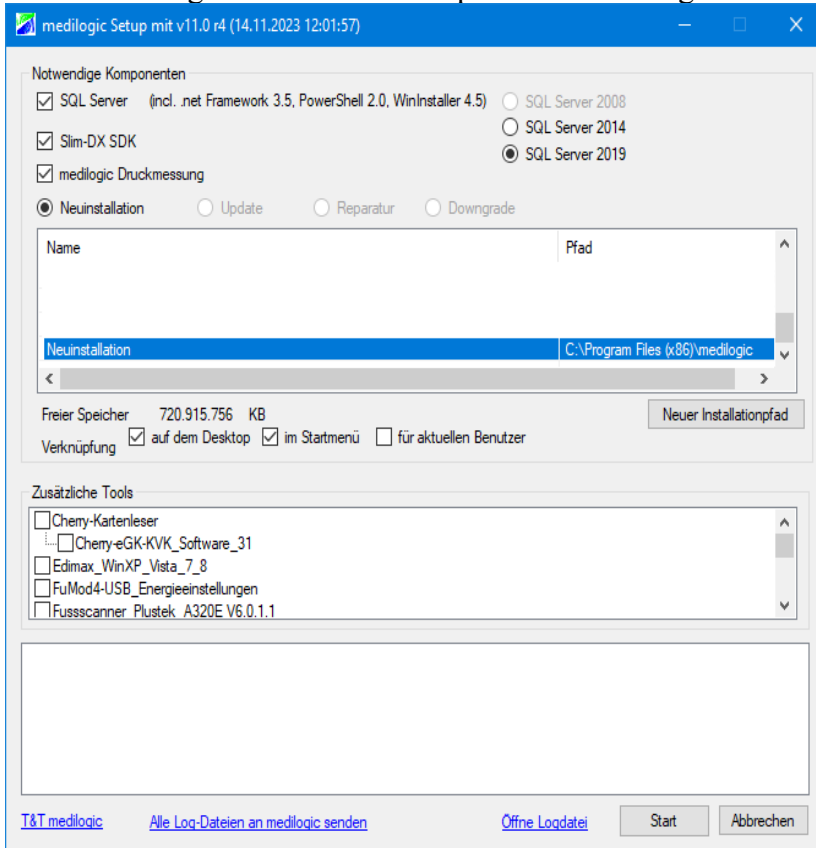 medilogic Setup mit v11.0 r4 (14.11.2023 12:01:57)
Notwendige Komponenten
SQL Server (incl. .net Framework 3.5, PowerShell 2.0, WinInstaller 4.5) SQL Server 2008
SQL Server 2014
Slim-DX SDK
SQL Server 2019
medilogic Druckmessung
Neuinstallation Update Reparatur Downgrade
Name Pfad
Neuinstallation C:\Program Files (x86)\medilogic
Freier Speicher 720.915.756 KB Neuer Installationpfad
Verknüpfung auf dem Desktop im Startmenü für aktuellen Benutzer
Zusätzliche Tools
Cherry-Kartenleser
Cherry-eGK-KVK_Software_31
Edimax_WinXP_Vista_7_8
FuMod4-USB_Energieeinstellungen
Fussscanner_Plustek_A320E V6.0.1.1
T&T medilogic Alle Log-Dateien an medilogic senden Öffne Logdatei Start Abbrechen